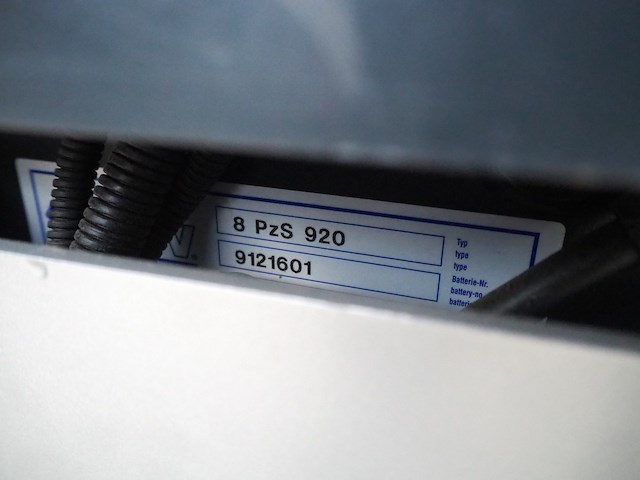 8 PzS 920
Typ
type
type
9121601
Batterie-Nr.
battery-no.